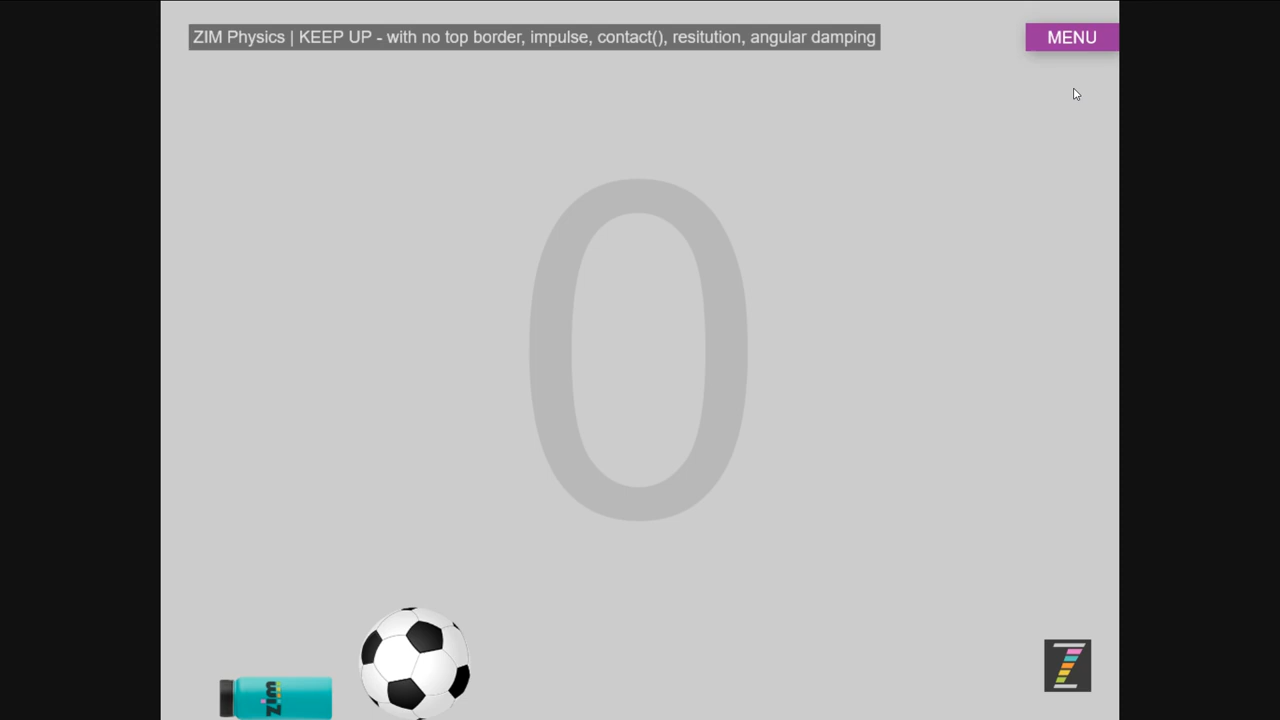 ZIM Physics | KEEP UP - with no top border, impulse, contact(), resitution, angular damping
MENU
0
ZIM